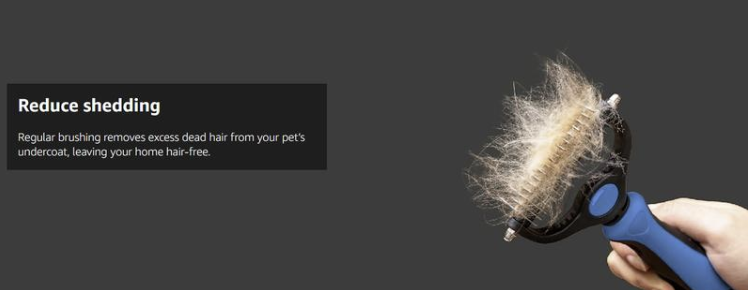 Reduce shedding
Regular brushing removes excess dead hair from your pet's
undercoat, leaving your home hair-free.